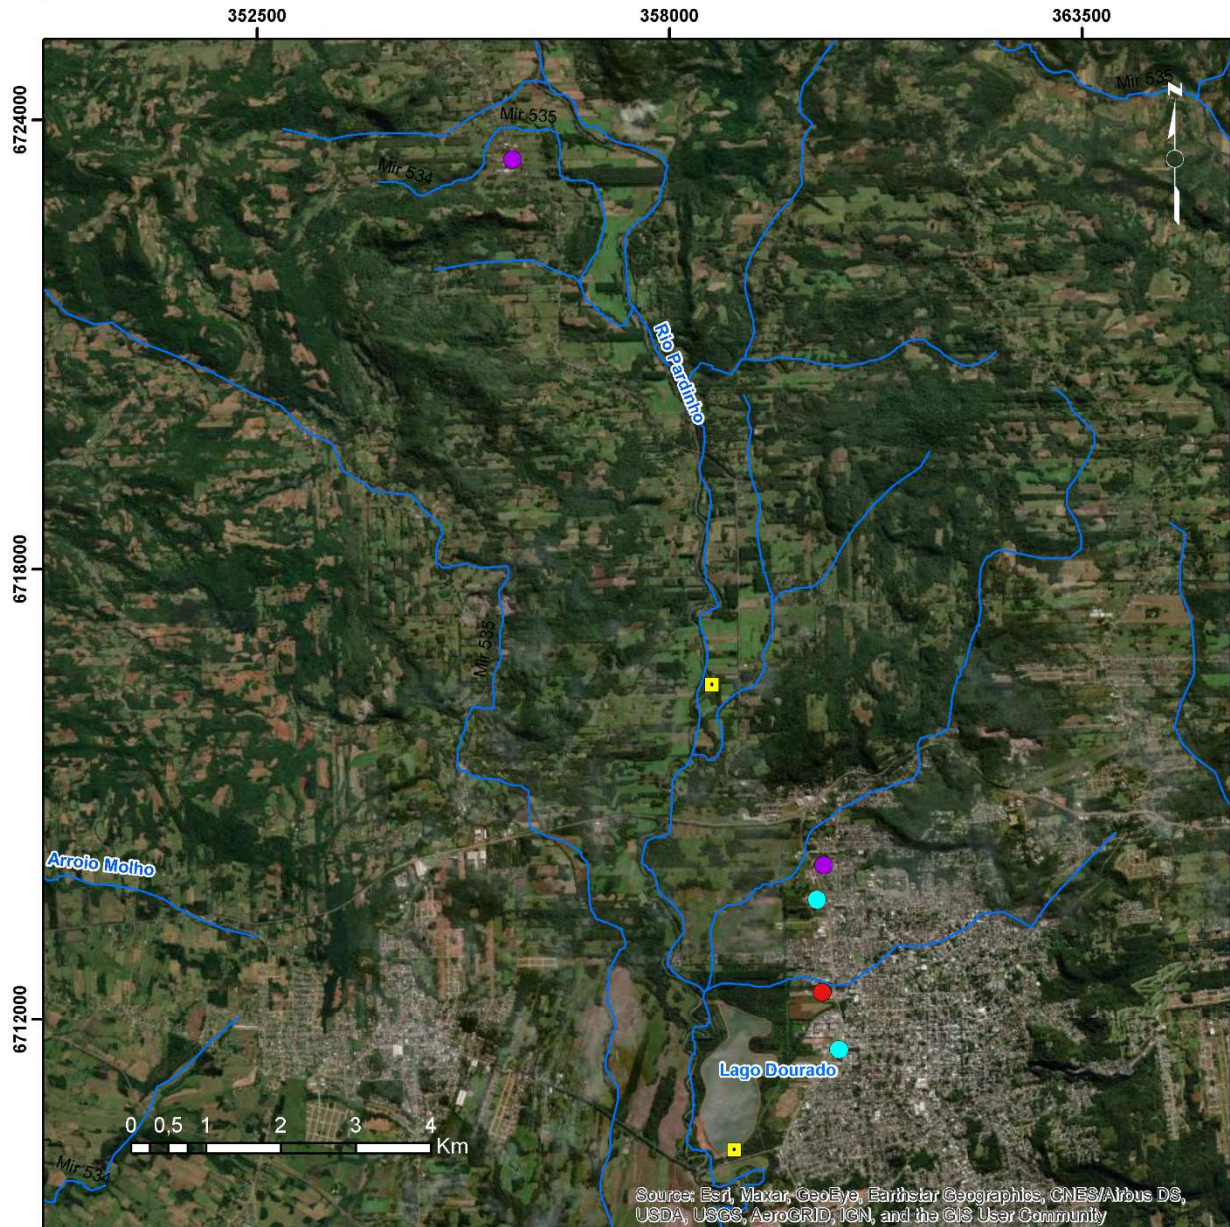 352500 358000 363500
6724000
6718000
6712000
Mir 535
N
Mir 535
Mir 534
Rio Pardinho
Mir 535
Arroio Molho
Lago Dourado
0 0,5 1 2 3 4
Km
Mir 534
Source: Esri, Maxar, GeoEye, Earthstar Geographics, CNES/Airbus DS,
USDA, USGS, AeroGRID, IGN, and the GIS User Community